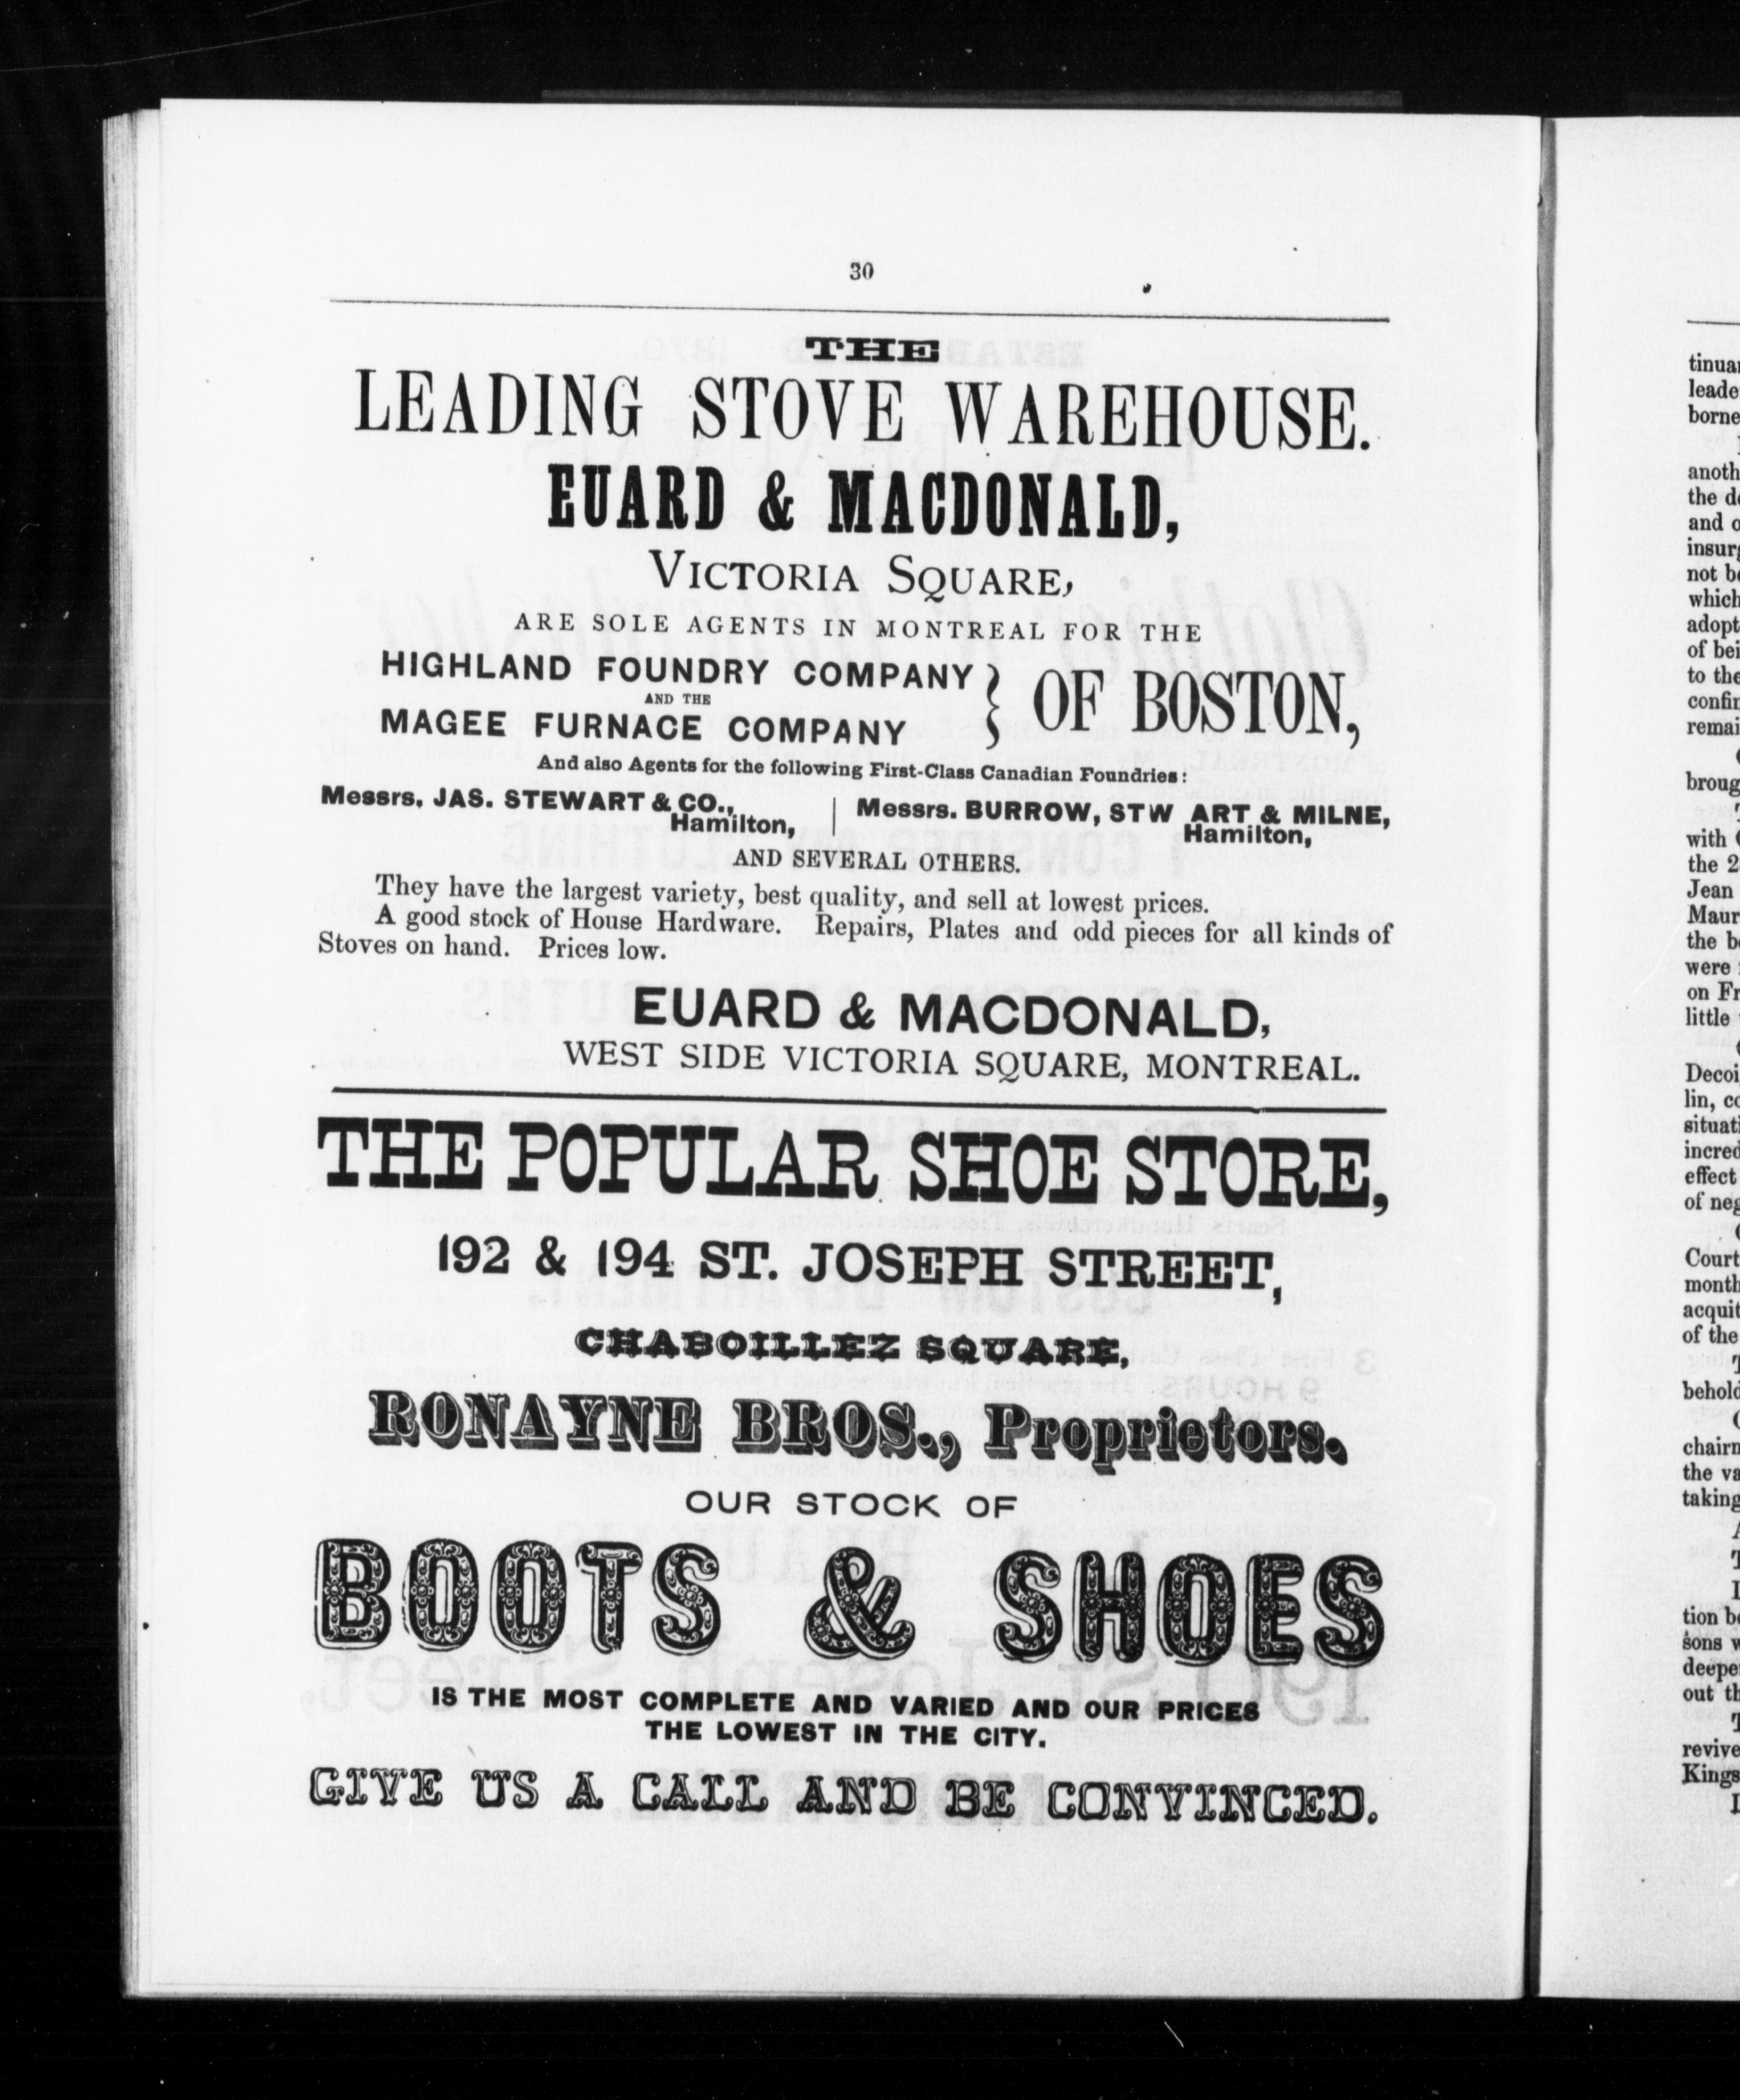 30
THE
LEADING STOVE WAREHOUSE.
EUARD & MACDONALD,
VICTORIA SQUARE,
ARE SOLE AGENTS IN MONTREAL FOR THE
HIGHLAND FOUNDRY COMPANY
AND THE
MAGEE FURNACE COMPANY
} OF BOSTON,
And also Agents for the following First-Class Canadian Foundries:
Messrs. JAS. STEWART & CO.,
Hamilton,
Messrs. BURROW, STW ART & MILNE,
Hamilton,
AND SEVERAL OTHERS.
They have the largest variety, best quality, and sell at lowest prices.
A good stock of House Hardware. Repairs, Plates and odd pieces for all kinds of
Stoves on hand. Prices low.
EUARD & MACDONALD,
WEST SIDE VICTORIA SQUARE, MONTREAL.
THE POPULAR SHOE STORE,
192 & 194 ST. JOSEPH STREET,
CHABOILLEZ SQUARE,
RONAYNE BROS., Proprietors.
OUR STOCK OF
BOOTS & SHOES
IS THE MOST COMPLETE AND VARIED AND OUR PRICES
THE LOWEST IN THE CITY.
GIVE US A CALL AND BE CONVINCED.